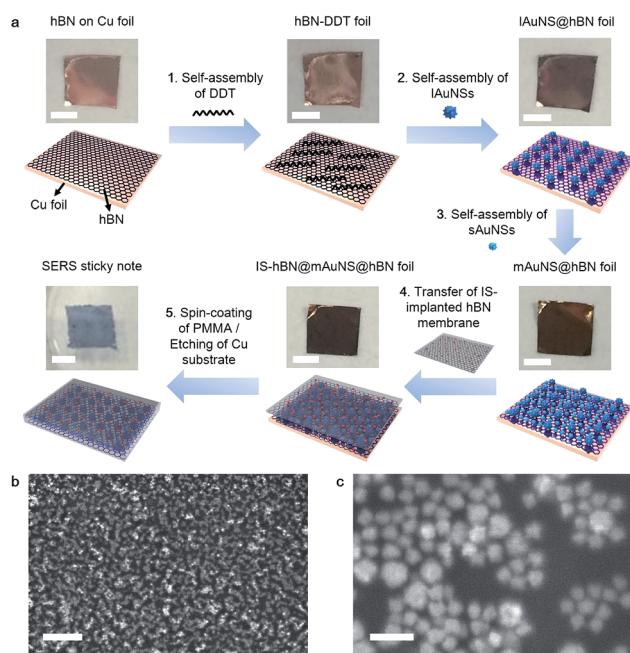 a
hBN on Cu foil
hBN-DDT foil
lAuNS@hBN foil
1. Self-assembly
of DDT
2. Self-assembly of
lAuNSs
Cu foil
hBN
3. Self-assembly of
sAuNSs
SERS sticky note
IS-hBN@mAuNS@hBN foil
mAuNS@hBN foil
5. Spin-coating
of PMMA /
Etching of Cu
substrate
4. Transfer of IS-
implanted hBN
membrane
b
c